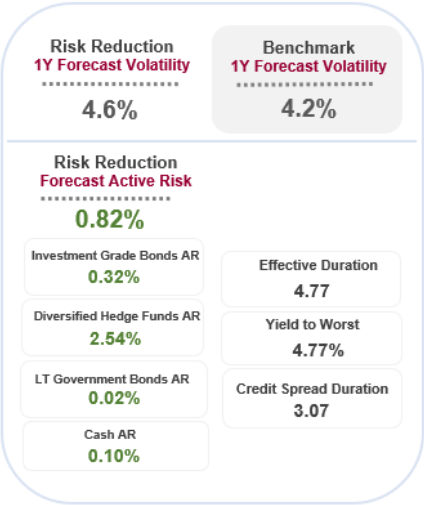 Risk Reduction
1Y Forecast Volatility
4.6%
Benchmark
1Y Forecast Volatility
4.2%
Risk Reduction
Forecast Active Risk
0.82%
Investment Grade Bonds AR
0.32%
Diversified Hedge Funds AR
2.54%
LT Government Bonds AR
0.02%
Cash AR
0.10%
Effective Duration
4.77
Yield to Worst
4.77%
Credit Spread Duration
3.07